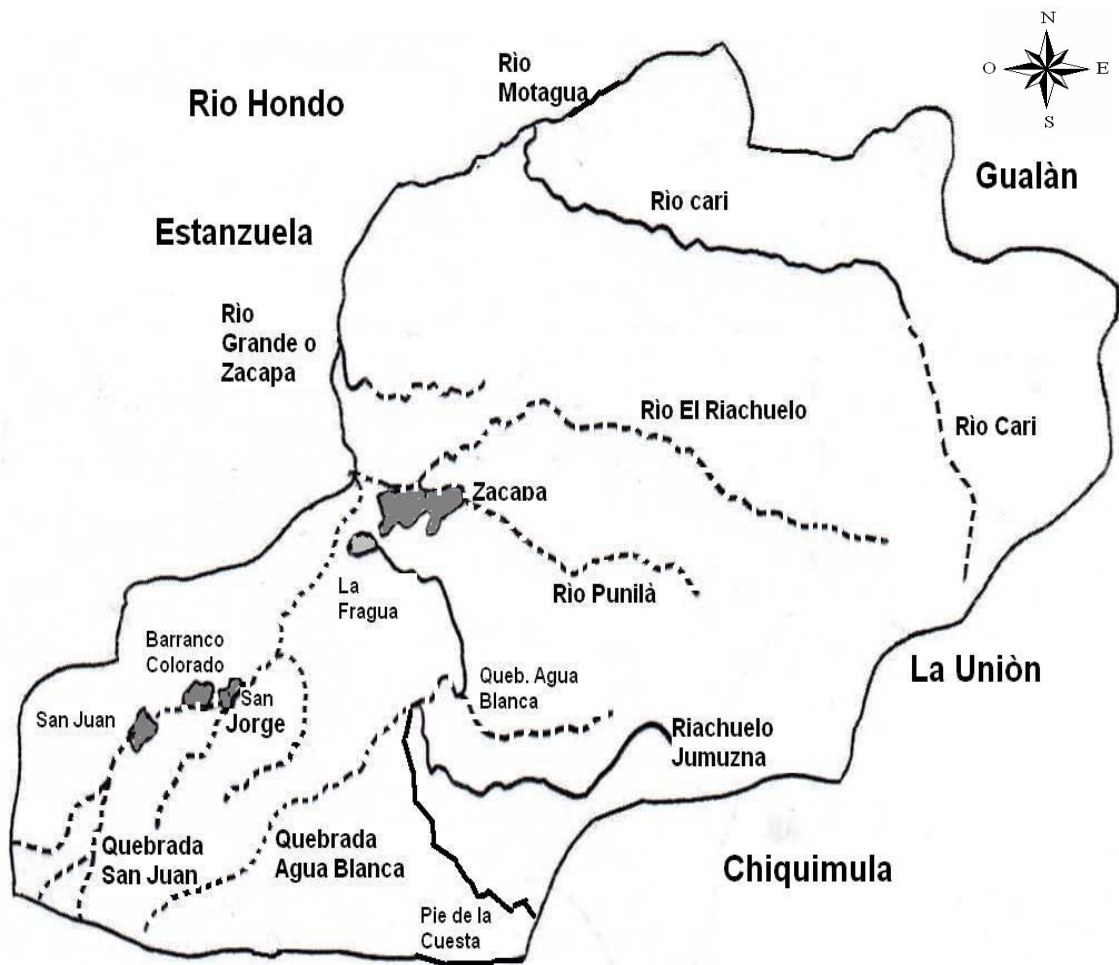 N
O
E
S
Rìo
Motagua
Rio Hondo
Gualàn
Rìo cari
Estanzuela
Rìo
Grande o
Zacapa
Rìo El Riachuelo
Rìo Cari
Zacapa
La
Fragua
Rìo Punilà
Barranco
Colorado
La Uniòn
Queb. Agua
Blanca
San Juan
San
Jorge
Riachuelo
Jumuzna
Quebrada
San Juan
Quebrada
Agua Blanca
Chiquimula
Pie de la
Cuesta